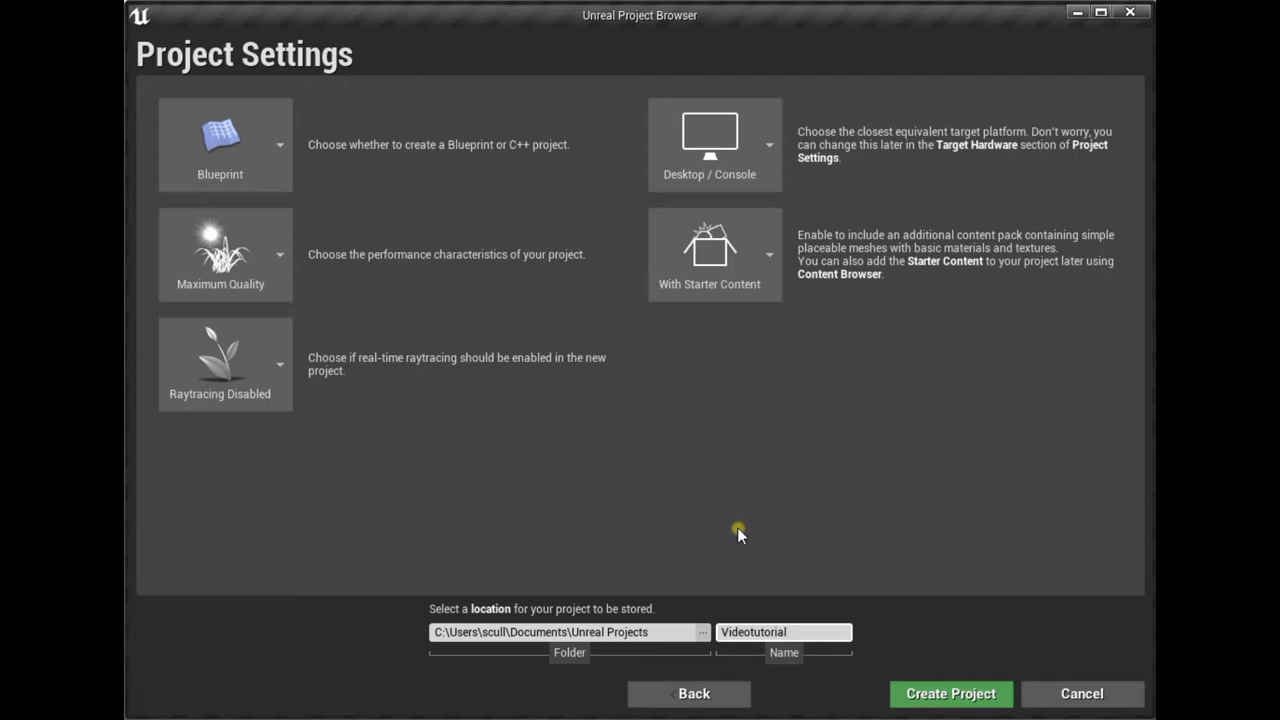 Unreal Project Browser
Project Settings
Blueprint
Choose whether to create a Blueprint or C++ project.
Desktop / Console
Choose the closest equivalent target platform. Don't worry, you
can change this later in the Target Hardware section of Project
Settings.
Maximum Quality
Choose the performance characteristics of your project.
With Starter Content
Enable to include an additional content pack containing simple
placeable meshes with basic materials and textures.
You can also add the Starter Content to your project later using
Content Browser.
Raytracing Disabled
Choose if real-time raytracing should be enabled in the new
project.
Select a location for your project to be stored.
C:\Users\scull\Documents\Unreal Projects
...
Videotutorial
Folder
Name
Back
Create Project
Cancel